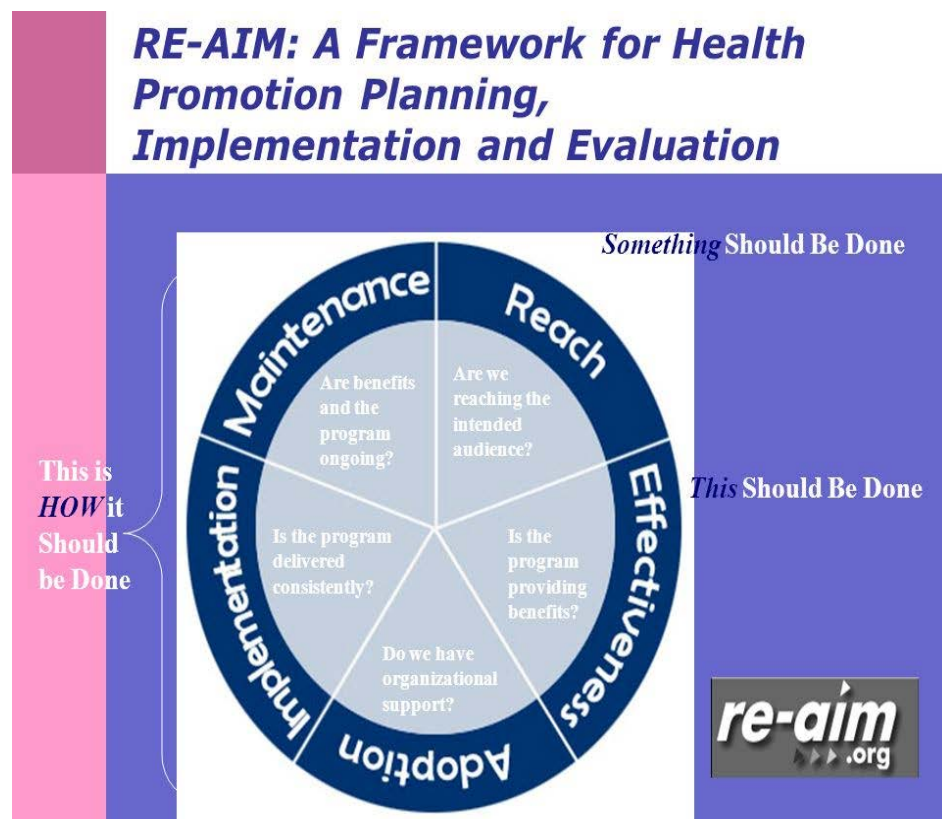 RE-AIM: A Framework for Health
Promotion Planning,
Implementation and Evaluation
Something Should Be Done
Maintenance
Reach
Are benefits
and the
program
ongoing?
Are we
reaching the
intended
audience?
This is
HOW it
Should
be Done
Implementation
Is the program
delivered
consistently?
Is the
program
providing
benefits?
Effectiveness
This Should Be Done
Do we have
organizational
support?
Adoption
re-aim
.org